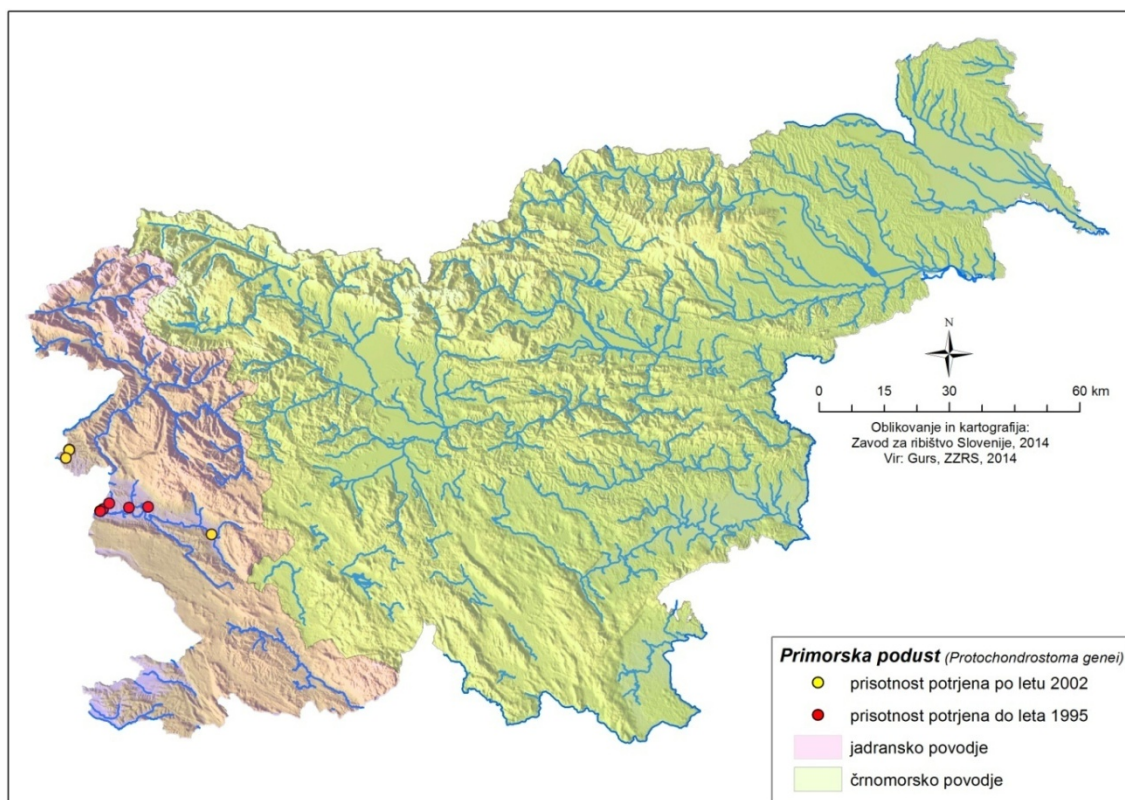 N
0 15 30 60 km
Oblikovanje in kartografija:
Zavod za ribištvo Slovenije, 2014
Vir: Gurs, ZZRS, 2014
Primorska podust (Protochondrostoma genei)
prisotnost potrjena po letu 2002
prisotnost potrjena do leta 1995
jadransko povodje
črnomorsko povodje